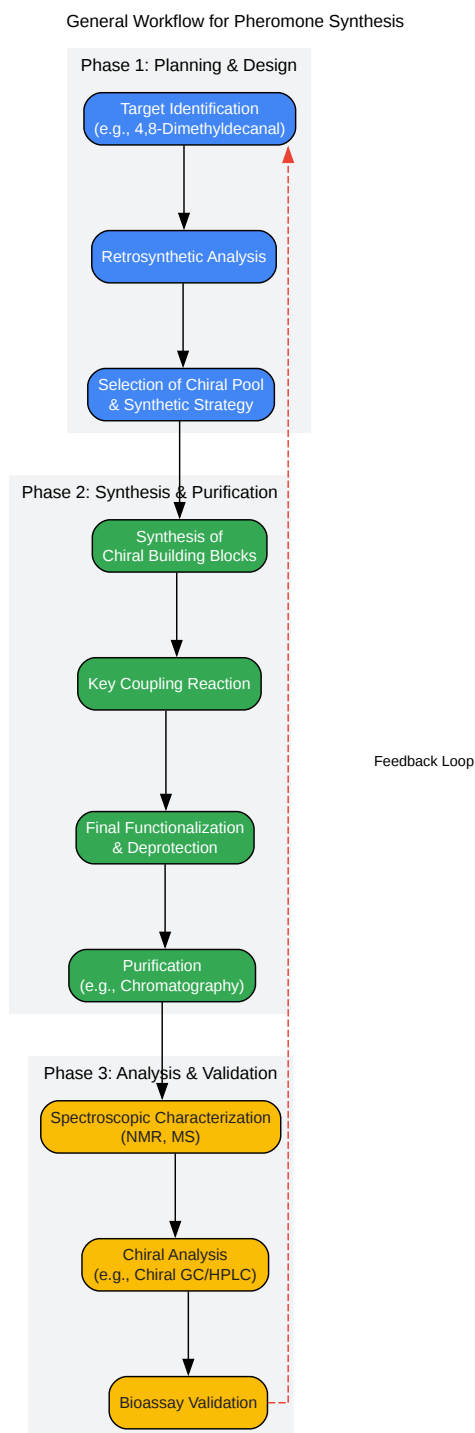 General Workflow for Pheromone Synthesis
Phase 1: Planning & Design
Target Identification
(e.g., 4,8-Dimethyldecanal)
Retrosynthetic Analysis
Selection of Chiral Pool
& Synthetic Strategy
Phase 2: Synthesis & Purification
Synthesis of
Chiral Building Blocks
Key Coupling Reaction
Feedback Loop
Final Functionalization
& Deprotection
Purification
(e.g., Chromatography)
Phase 3: Analysis & Validation
Spectroscopic Characterization
(NMR, MS)
Chiral Analysis
(e.g., Chiral GC/HPLC)
Bioassay Validation